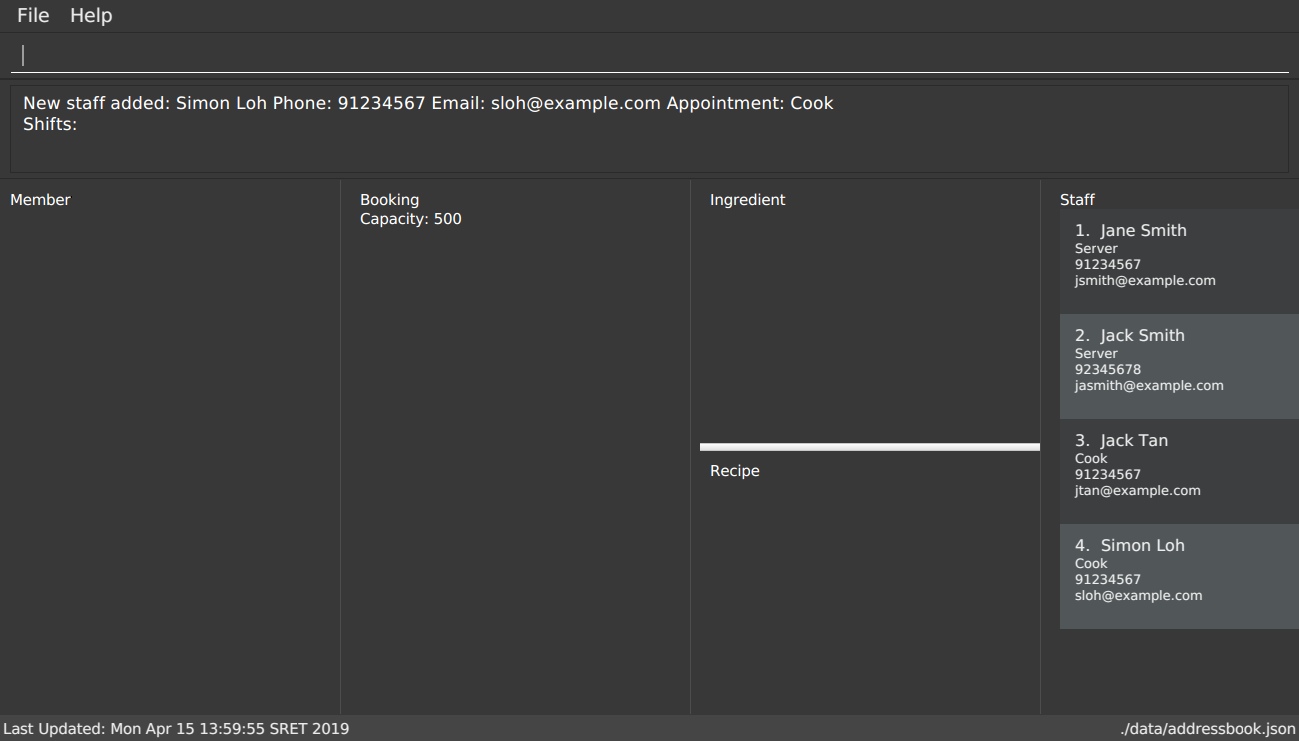 File Help
New staff added: Simon Loh Phone: 91234567 Email: sloh@example.com Appointment: Cook
Shifts:
Member
Booking
Capacity: 500
Ingredient
Recipe
Staff
1. Jane Smith
Server
91234567
jsmith@example.com
2. Jack Smith
Server
92345678
jasmith@example.com
3. Jack Tan
Cook
91234567
jtan@example.com
4. Simon Loh
Cook
91234567
sloh@example.com
Last Updated: Mon Apr 15 13:59:55 SRET 2019
./data/addressbook.json